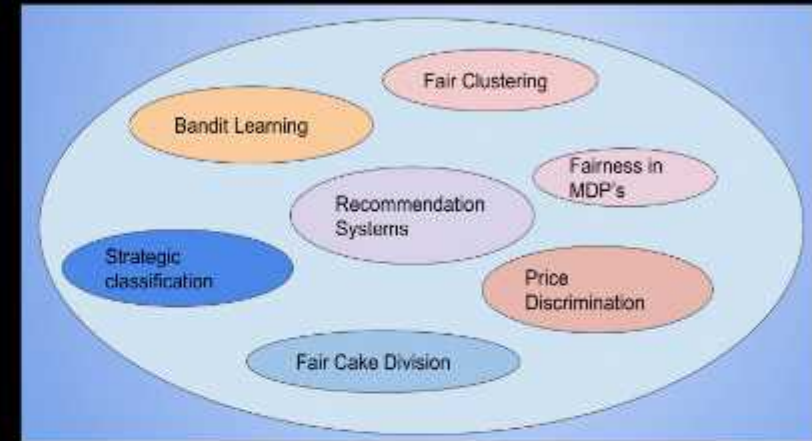 Fair Clustering
Bandit Learning
Fairness in
MDP's
Recommendation
Systems
Strategic
classification
Price
Discrimination
Fair Cake Division